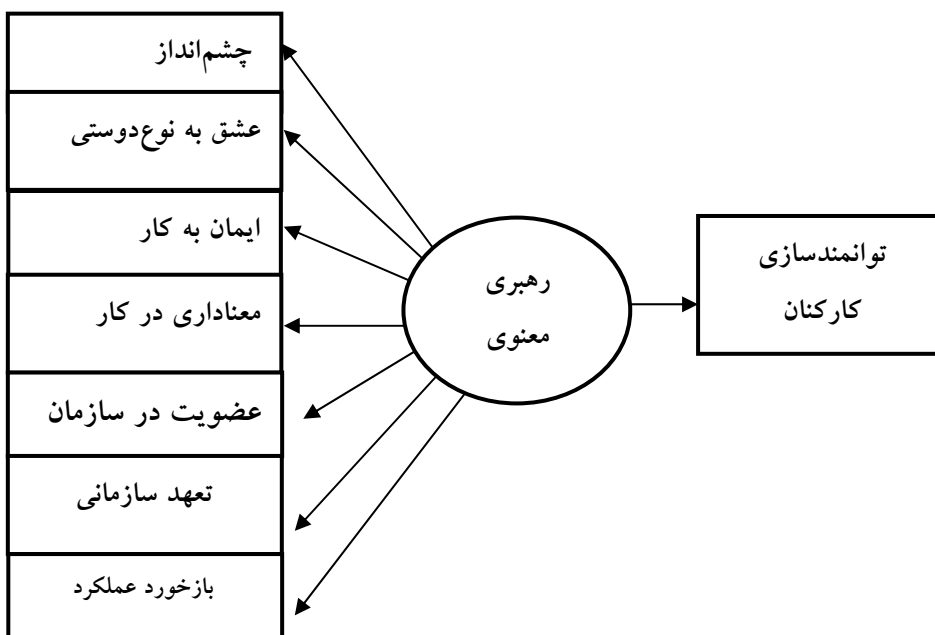 چشم‌انداز
عشق به نوع‌دوستی
ایمان به کار
معناداری در کار
عضویت در سازمان
تعهد سازمانی
بازخورد عملکرد
رهبری
معنوی
توانمندسازی
کارکنان